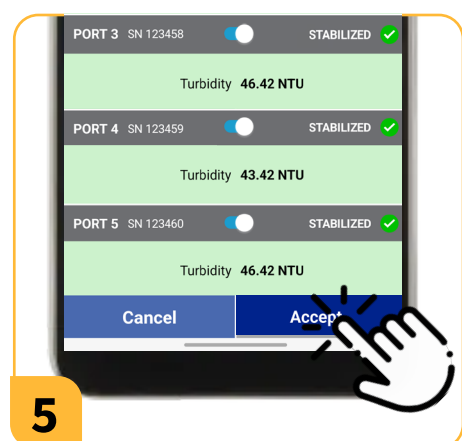 PORT 3 SN 123458 STABILIZED
Turbidity 46.42 NTU
PORT 4 SN 123459 STABILIZED
Turbidity 43.42 NTU
PORT 5 SN 123460 STABILIZED
Turbidity 46.42 NTU
Cancel Accept
5